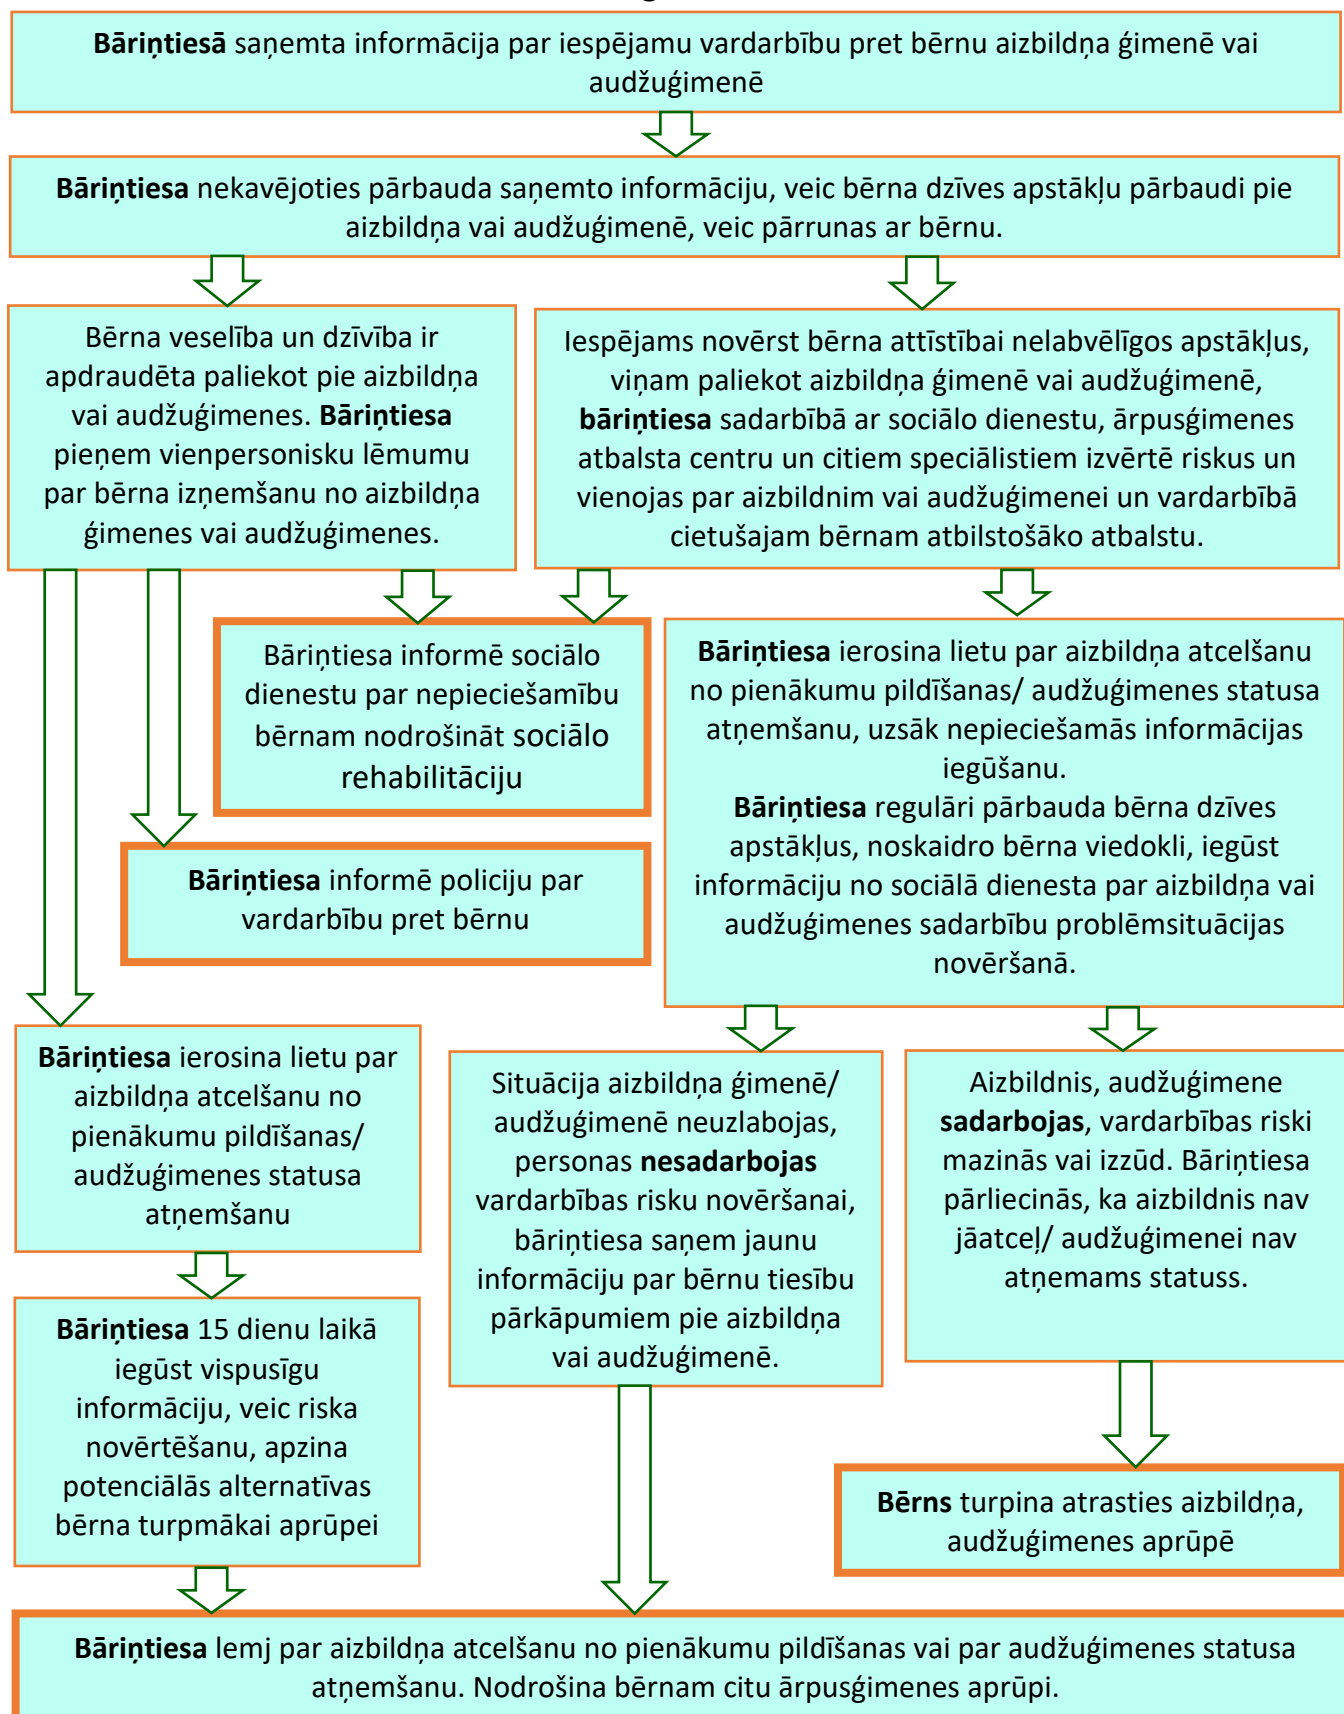 Bāriņtiesā saņemta informācija par iespējamu vardarbību pret bērnu aizbildņa ģimenē vai
audžuģimenē
Bāriņtiesa nekavējoties pārbauda saņemto informāciju, veic bērna dzīves apstākļu pārbaudi pie
aizbildņa vai audžuģimenē, veic pārrunas ar bērnu.
Bērna veselība un dzīvība ir
apdraudēta paliekot pie aizbildņa
vai audžuģimenes. Bāriņtiesa
pieņem vienpersonisku lēmumu
par bērna izņemšanu no aizbildņa
ģimenes vai audžuģimenes.
Iespējams novērst bērna attīstībai nelabvēlīgos apstākļus,
viņam paliekot aizbildņa ģimenē vai audžuģimenē,
bāriņtiesa sadarbībā ar sociālo dienestu, ārpusģimenes
atbalsta centru un citiem speciālistiem izvērtē riskus un
vienojas par aizbildnim vai audžuģimenei un vardarbībā
cietušajam bērnam atbilstošāko atbalstu.
Bāriņtiesa informē sociālo
dienestu par nepieciešamību
bērnam nodrošināt sociālo
rehabilitāciju
Bāriņtiesa informē policiju par
vardarbību pret bērnu
Bāriņtiesa ierosina lietu par aizbildņa atcelšanu
no pienākumu pildīšanas/ audžuģimenes statusa
atņemšanu, uzsāk nepieciešamās informācijas
iegūšanu.
Bāriņtiesa regulāri pārbauda bērna dzīves
apstākļus, noskaidro bērna viedokli, iegūst
informāciju no sociālā dienesta par aizbildņa vai
audžuģimenes sadarbību problēmsituācijas
novēršanā.
Bāriņtiesa ierosina lietu par
aizbildņa atcelšanu no
pienākumu pildīšanas/
audžuģimenes statusa
atņemšanu
Situācija aizbildņa ģimenē/
audžuģimenē neuzlabojas,
personas nesadarbojas
vardarbības risku novēršanai,
bāriņtiesa saņem jaunu
informāciju par bērnu tiesību
pārkāpumiem pie aizbildņa
vai audžuģimenē.
Aizbildnis, audžuģimene
sadarbojas, vardarbības riski
mazinās vai izzūd. Bāriņtiesa
pārliecinās, ka aizbildnis nav
jāatceļ/ audžuģimenei nav
atņemams statuss.
Bāriņtiesa 15 dienu laikā
iegūst vispusīgu
informāciju, veic riska
novērtēšanu, apzina
potenciālās alternatīvas
bērna turpmākai aprūpei
Bērns turpina atrasties aizbildņa,
audžuģimenes aprūpē
Bāriņtiesa lemj par aizbildņa atcelšanu no pienākumu pildīšanas vai par audžuģimenes statusa
atņemšanu. Nodrošina bērnam citu ārpusģimenes aprūpi.